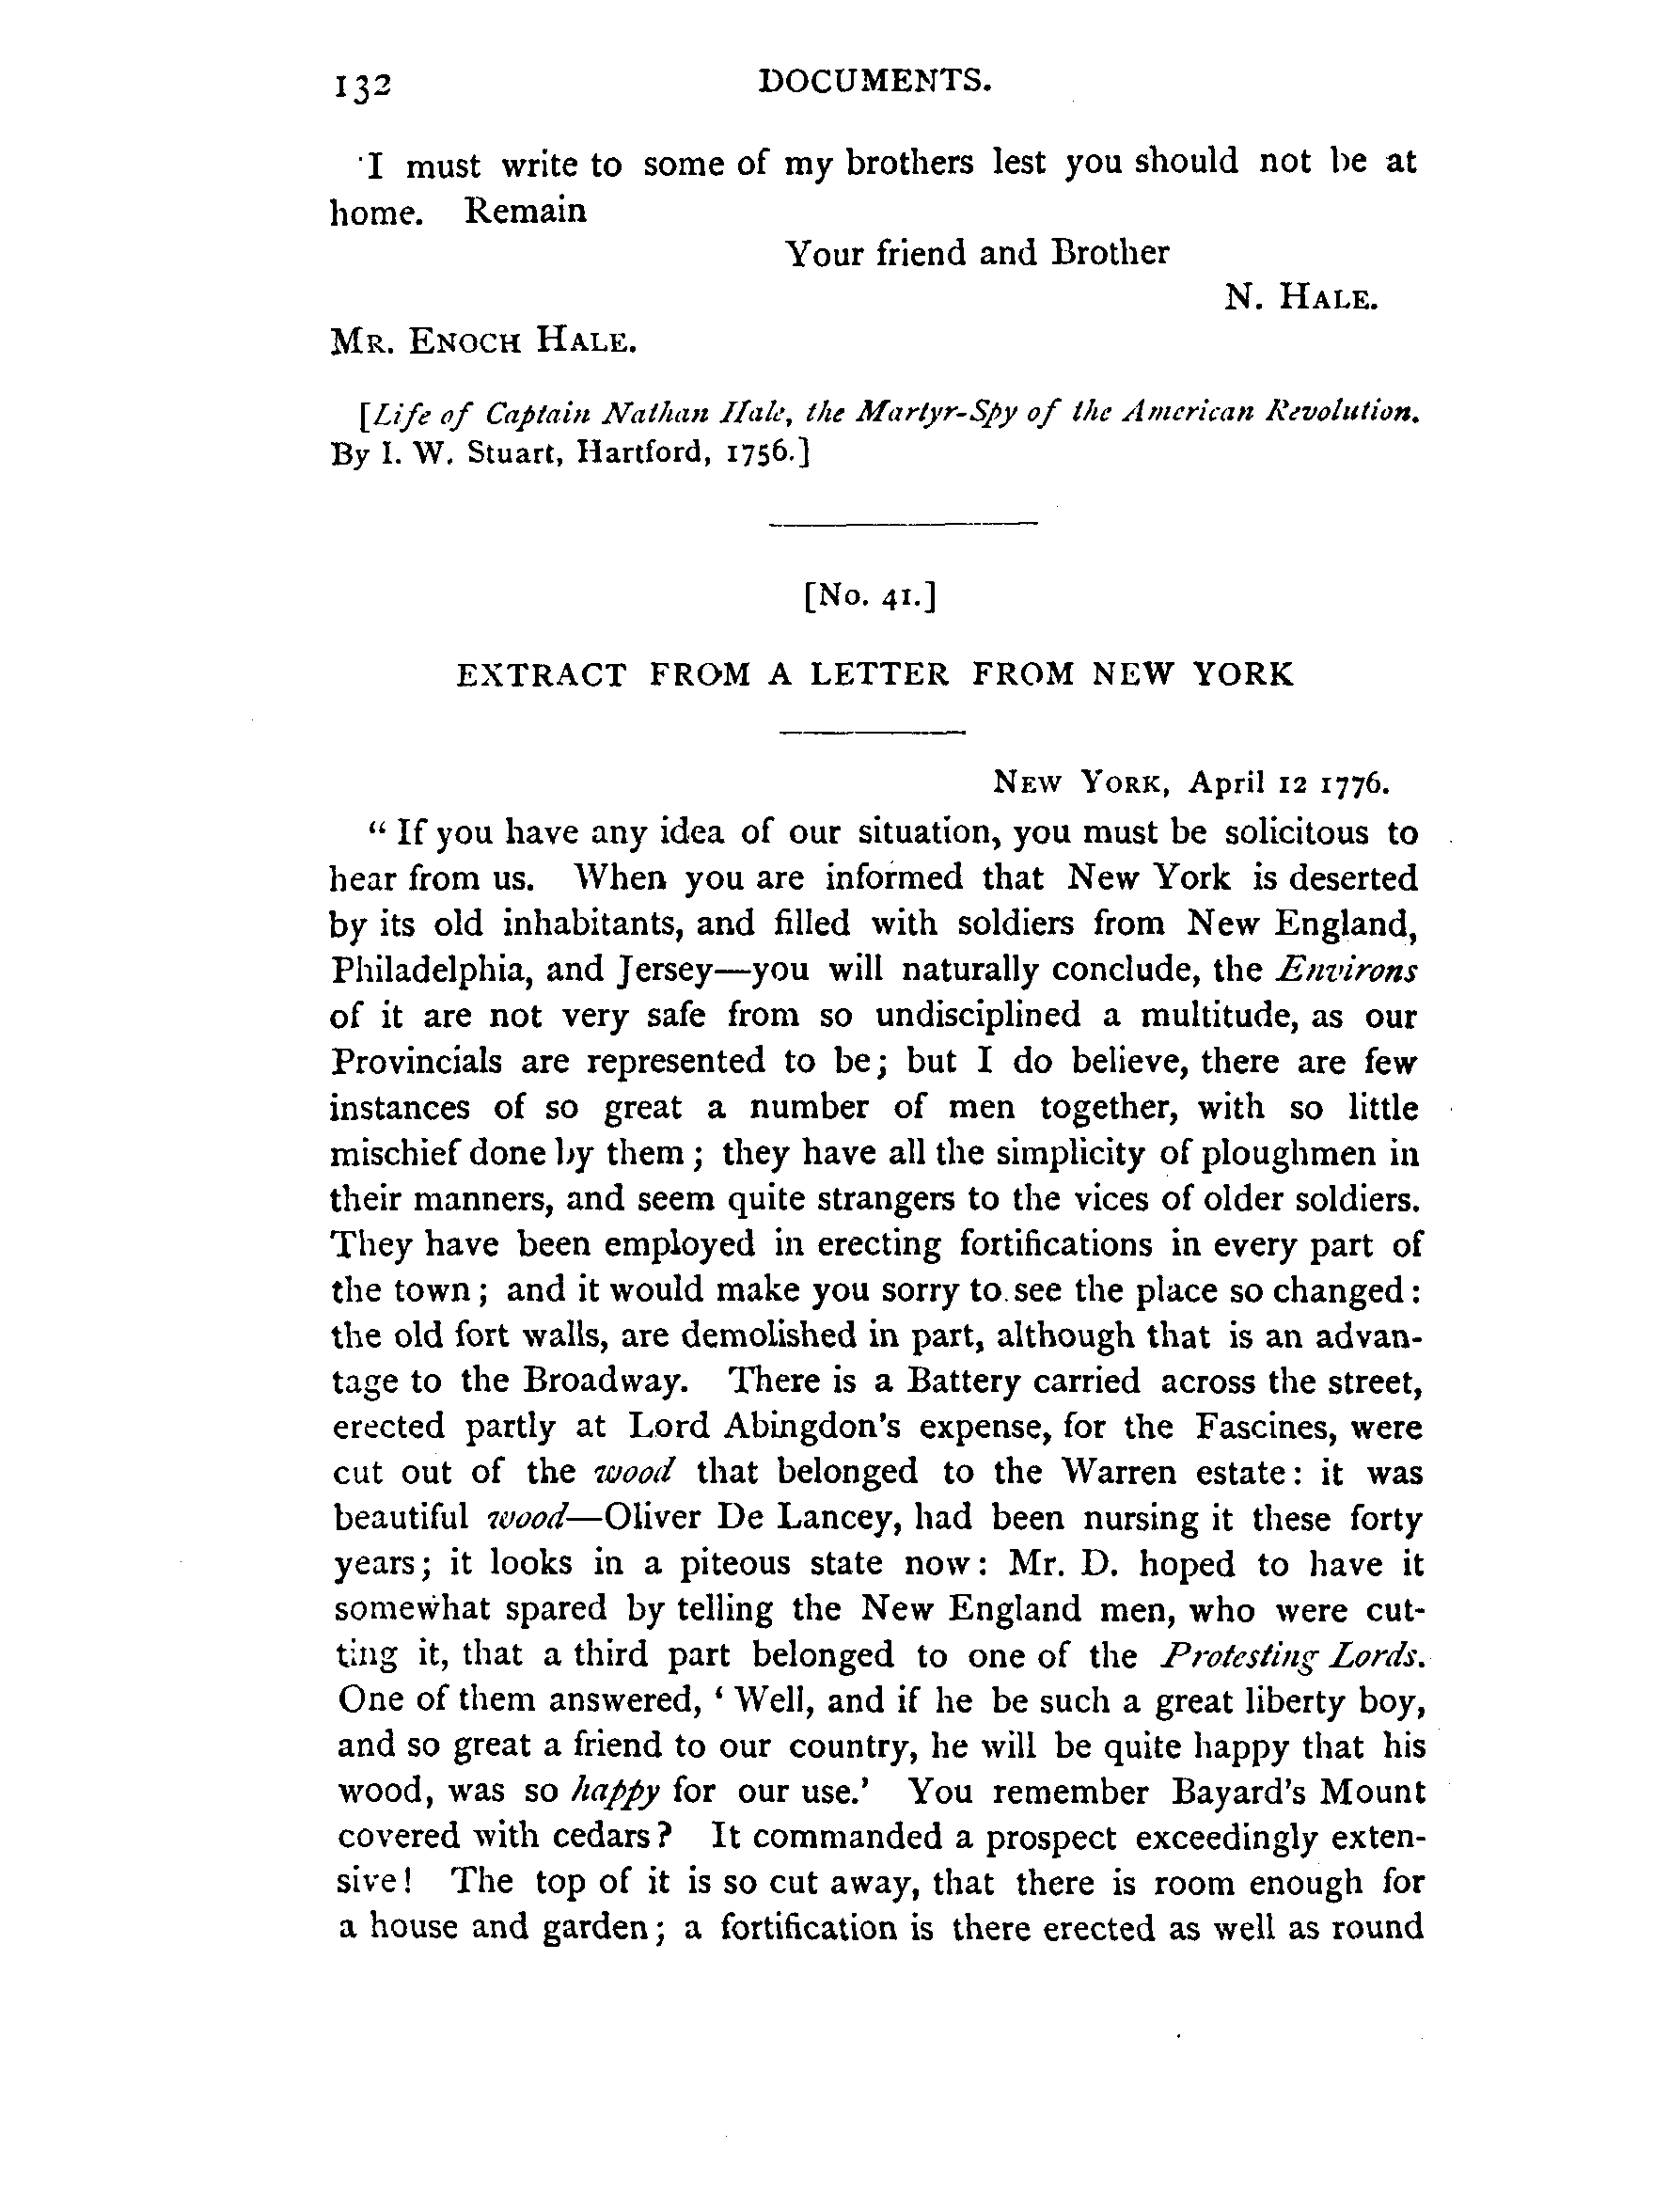 132
DOCUMENTS.
I must write to some of my brothers lest you should not be at
home. Remain
Your friend and Brother
N. HALE.
MR. ENOCH HALE.
[Life of Captain Nathan Hale, the Martyr-Spy of the American Revolution.
By I. W. Stuart, Hartford, 1756.]
[No. 41.]
EXTRACT FROM A LETTER FROM NEW YORK
NEW YORK, April 12 1776.
“ If you have any idea of our situation, you must be solicitous to
hear from us. When you are informed that New York is deserted
by its old inhabitants, and filled with soldiers from New England,
Philadelphia, and Jersey—you will naturally conclude, the Environs
of it are not very safe from so undisciplined a multitude, as our
Provincials are represented to be; but I do believe, there are few
instances of so great a number of men together, with so little
mischief done by them ; they have all the simplicity of ploughmen in
their manners, and seem quite strangers to the vices of older soldiers.
They have been employed in erecting fortifications in every part of
the town ; and it would make you sorry to see the place so changed :
the old fort walls, are demolished in part, although that is an advan-
tage to the Broadway. There is a Battery carried across the street,
erected partly at Lord Abingdon's expense, for the Fascines, were
cut out of the wood that belonged to the Warren estate: it was
beautiful wood—Oliver De Lancey, had been nursing it these forty
years; it looks in a piteous state now: Mr. D. hoped to have it
somewhat spared by telling the New England men, who were cut-
ting it, that a third part belonged to one of the Protesting Lords.
One of them answered, ‘ Well, and if he be such a great liberty boy,
and so great a friend to our country, he will be quite happy that his
wood, was so happy for our use.’ You remember Bayard's Mount
covered with cedars? It commanded a prospect exceedingly exten-
sive! The top of it is so cut away, that there is room enough for
a house and garden; a fortification is there erected as well as round